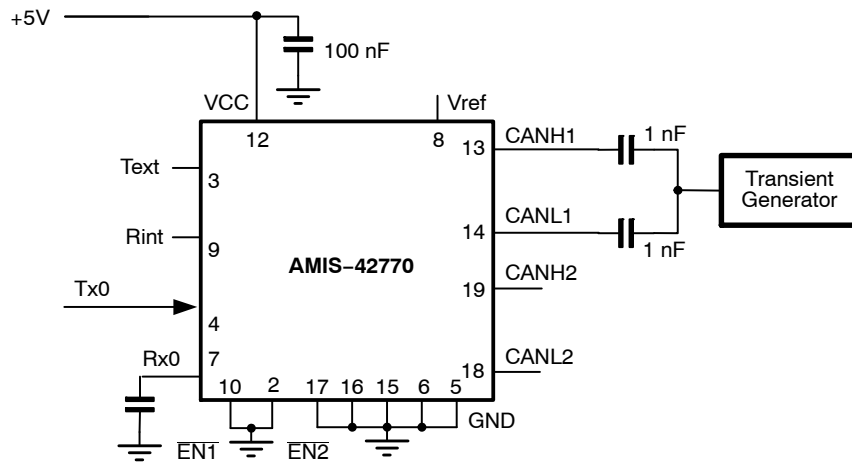 +5V
100 nF
VCC
Vref
12
8
13
CANH1
1 nF
Text
3
Transient
Generator
Rint
9
14
CANL1
1 nF
AMIS−42770
CANH2
19
Tx0
4
Rx0
7
18
CANL2
10
2
17
16
15
6
5
GND
EN1
EN2